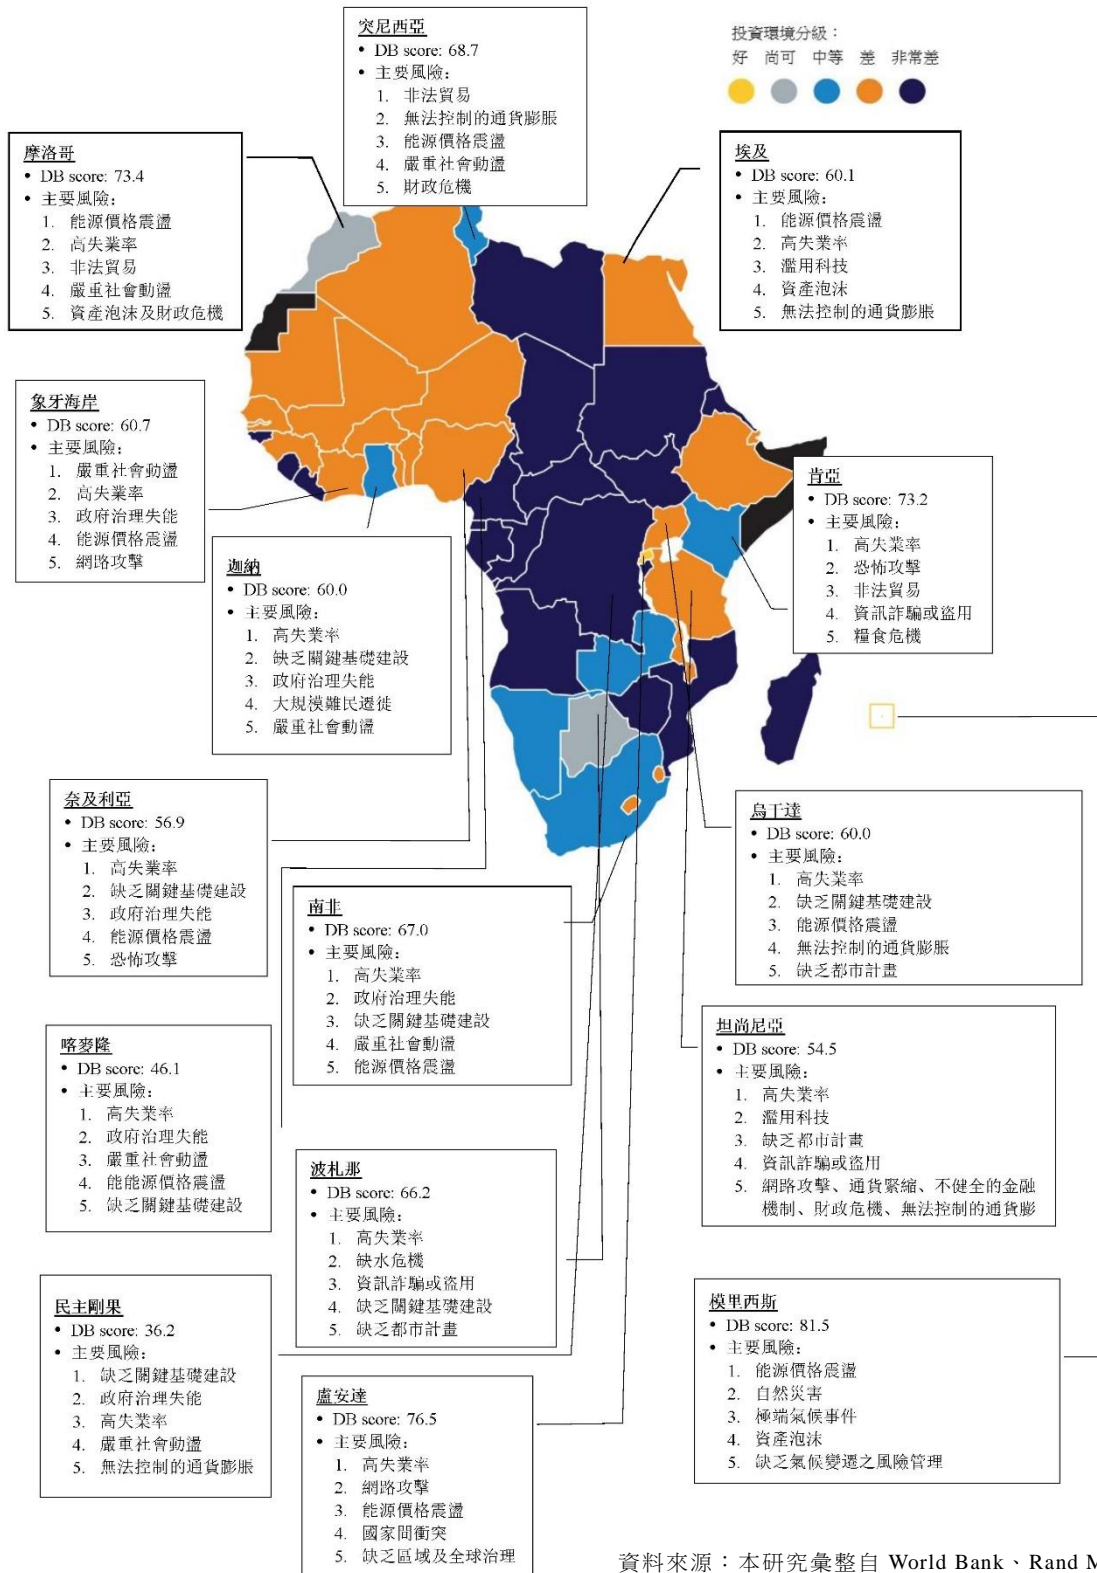 突尼西亞
• DB score: 68.7
• 主要風險:
1. 非法貿易
2. 無法控制的通貨膨脹
3. 能源價格震盪
4. 嚴重社會動盪
5. 財政危機
投資環境分級：
好 尚可 中等 差 非常差
摩洛哥
• DB score: 73.4
• 主要風險:
1. 能源價格震盪
2. 高失業率
3. 非法貿易
4. 嚴重社會動盪
5. 資產泡沫及財政危機
埃及
• DB score: 60.1
• 主要風險:
1. 能源價格震盪
2. 高失業率
3. 濫用科技
4. 資產泡沫
5. 無法控制的通貨膨脹
象牙海岸
• DB score: 60.7
• 主要風險:
1. 嚴重社會動盪
2. 高失業率
3. 政府治理失能
4. 能源價格震盪
5. 網路攻擊
肯亞
• DB score: 73.2
• 主要風險:
1. 高失業率
2. 恐怖攻擊
3. 非法貿易
4. 資訊詐騙或盜用
5. 糧食危機
迦納
• DB score: 60.0
• 主要風險:
1. 高失業率
2. 缺乏關鍵基礎建設
3. 政府治理失能
4. 大規模難民遷徙
5. 嚴重社會動盪
奈及利亞
• DB score: 56.9
• 主要風險:
1. 高失業率
2. 缺乏關鍵基礎建設
3. 政府治理失能
4. 能源價格震盪
5. 恐怖攻擊
烏干達
• DB score: 60.0
• 主要風險:
1. 高失業率
2. 缺乏關鍵基礎建設
3. 能源價格震盪
4. 無法控制的通貨膨脹
5. 缺乏都市計畫
南非
• DB score: 67.0
• 主要風險:
1. 高失業率
2. 政府治理失能
3. 缺乏關鍵基礎建設
4. 嚴重社會動盪
5. 能源價格震盪
坦尚尼亞
• DB score: 54.5
• 主要風險:
1. 高失業率
2. 濫用科技
3. 缺乏都市計畫
4. 資訊詐騙或盜用
5. 網路攻擊、通貨緊縮、不健全的金融
機制、財政危機、無法控制的通貨膨
喀麥隆
• DB score: 46.1
• 主要風險:
1. 高失業率
2. 政府治理失能
3. 嚴重社會動盪
4. 能能源價格震盪
5. 缺乏關鍵基礎建設
波札那
• DB score: 66.2
• 主要風險:
1. 高失業率
2. 缺水危機
3. 資訊詐騙或盜用
4. 缺乏關鍵基礎建設
5. 缺乏都市計畫
民主剛果
• DB score: 36.2
• 主要風險:
1. 缺乏關鍵基礎建設
2. 政府治理失能
3. 高失業率
4. 嚴重社會動盪
5. 無法控制的通貨膨脹
模里西斯
• DB score: 81.5
• 主要風險:
1. 能源價格震盪
2. 自然災害
3. 極端氣候事件
4. 資產泡沫
5. 缺乏氣候變遷之風險管理
盧安達
• DB score: 76.5
• 主要風險:
1. 高失業率
2. 網路攻擊
3. 能源價格震盪
4. 國家間衝突
5. 缺乏區域及全球治理
資料來源：本研究彙整自 World Bank、Rand M